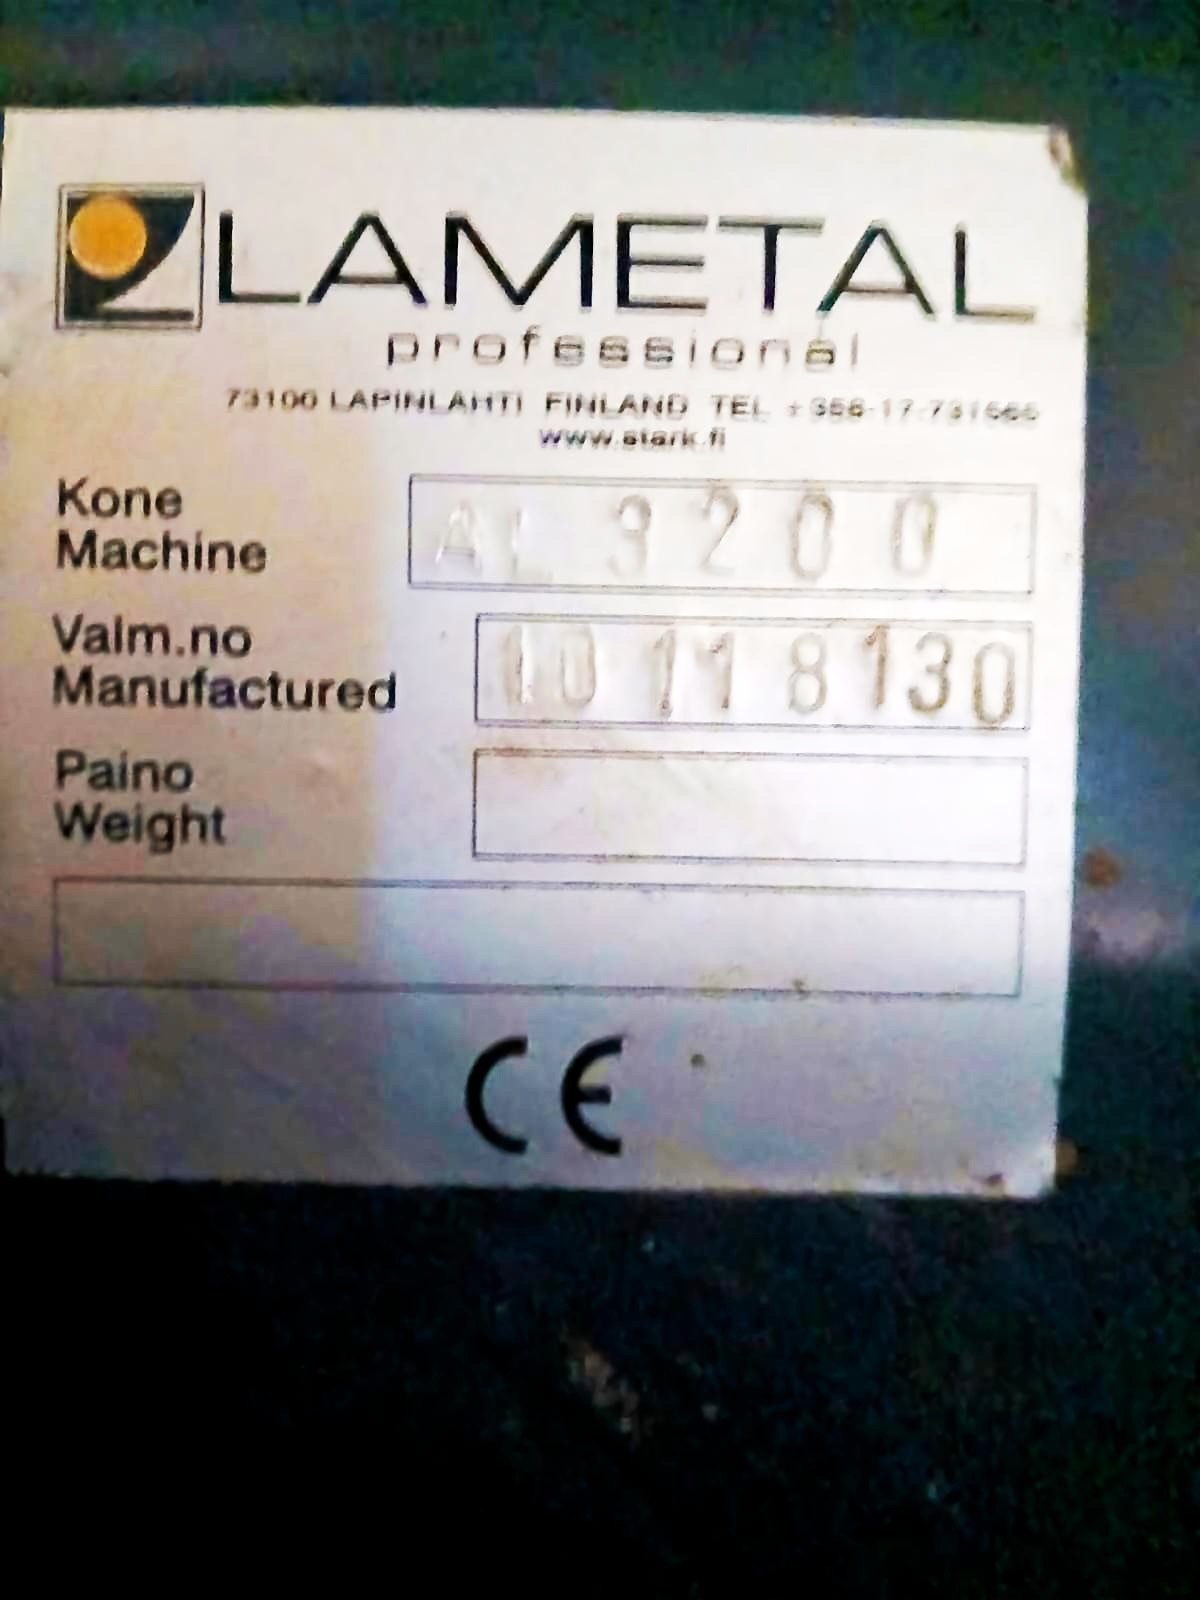 LAMETAL
professional
73100 LAPINLAHTI FINLAND TEL +358-17-731565
www.stark.fi
Kone
Machine
AL 3200
Valm.no
Manufactured
10118130
Paino
Weight
CE